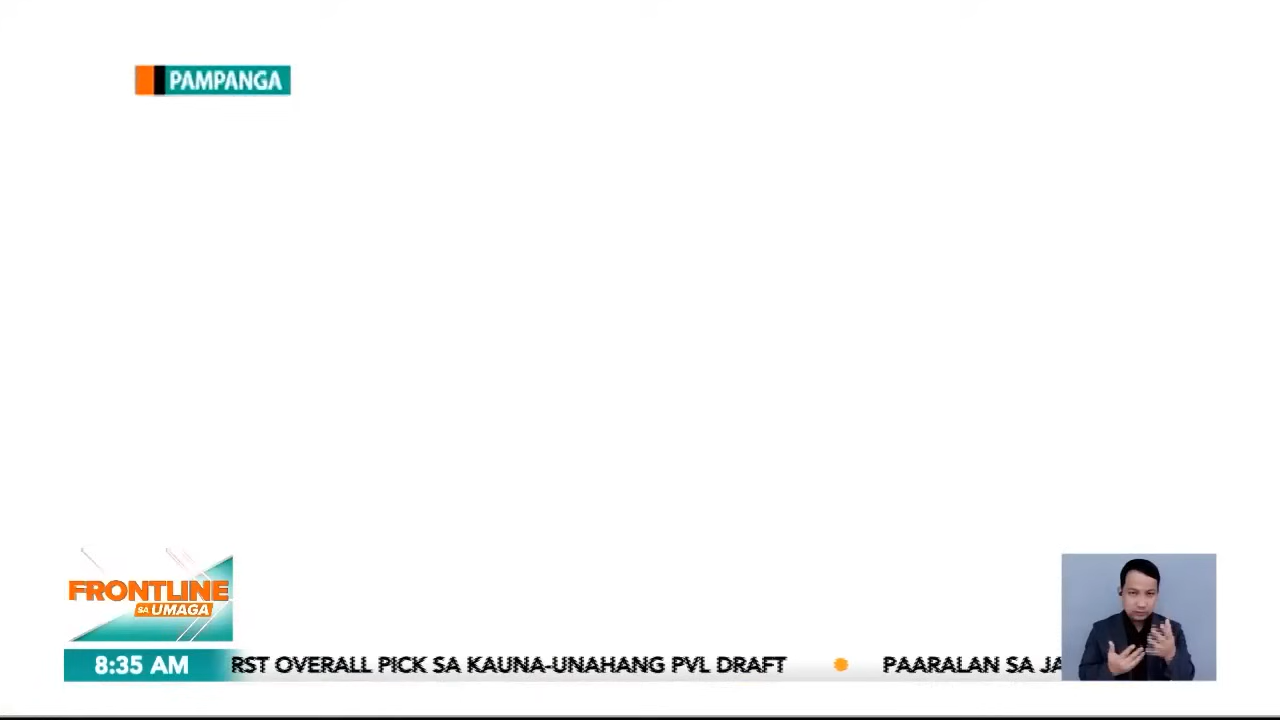 PAMPANGA
FRONTLINE
SA UMAGA
8:35 AM
RST OVERALL PICK SA KAUNA-UNAHANG PVL DRAFT
PAARALAN SA JA